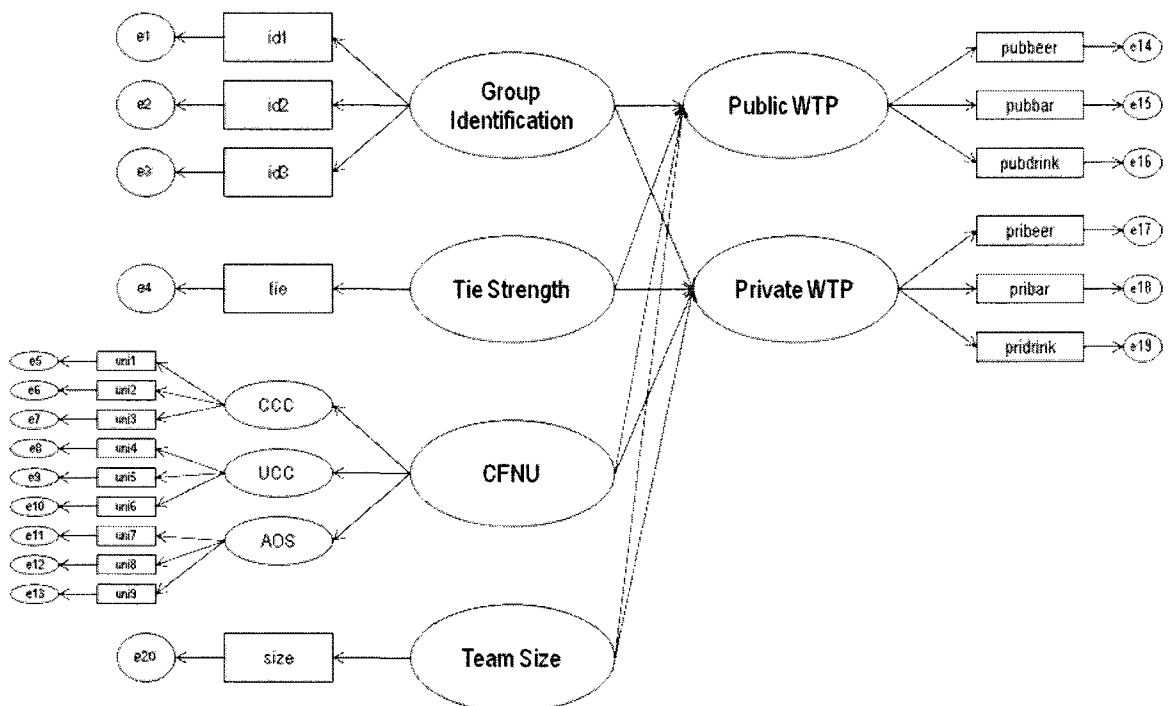 e1
id1
e2
id2
e3
id3
Group
Identification
Public WTP
pubbeer
e14
pubbar
e15
pubdrink
e16
e4
tie
Tie Strength
Private WTP
pribeer
e17
pribar
e18
pridrink
e19
e5
uni1
e6
uni2
e7
uni3
CCC
e8
uni4
e9
uni5
e10
uni6
UCC
CFNU
e11
uni7
e12
uni8
e13
uni9
AOS
e20
size
Team Size